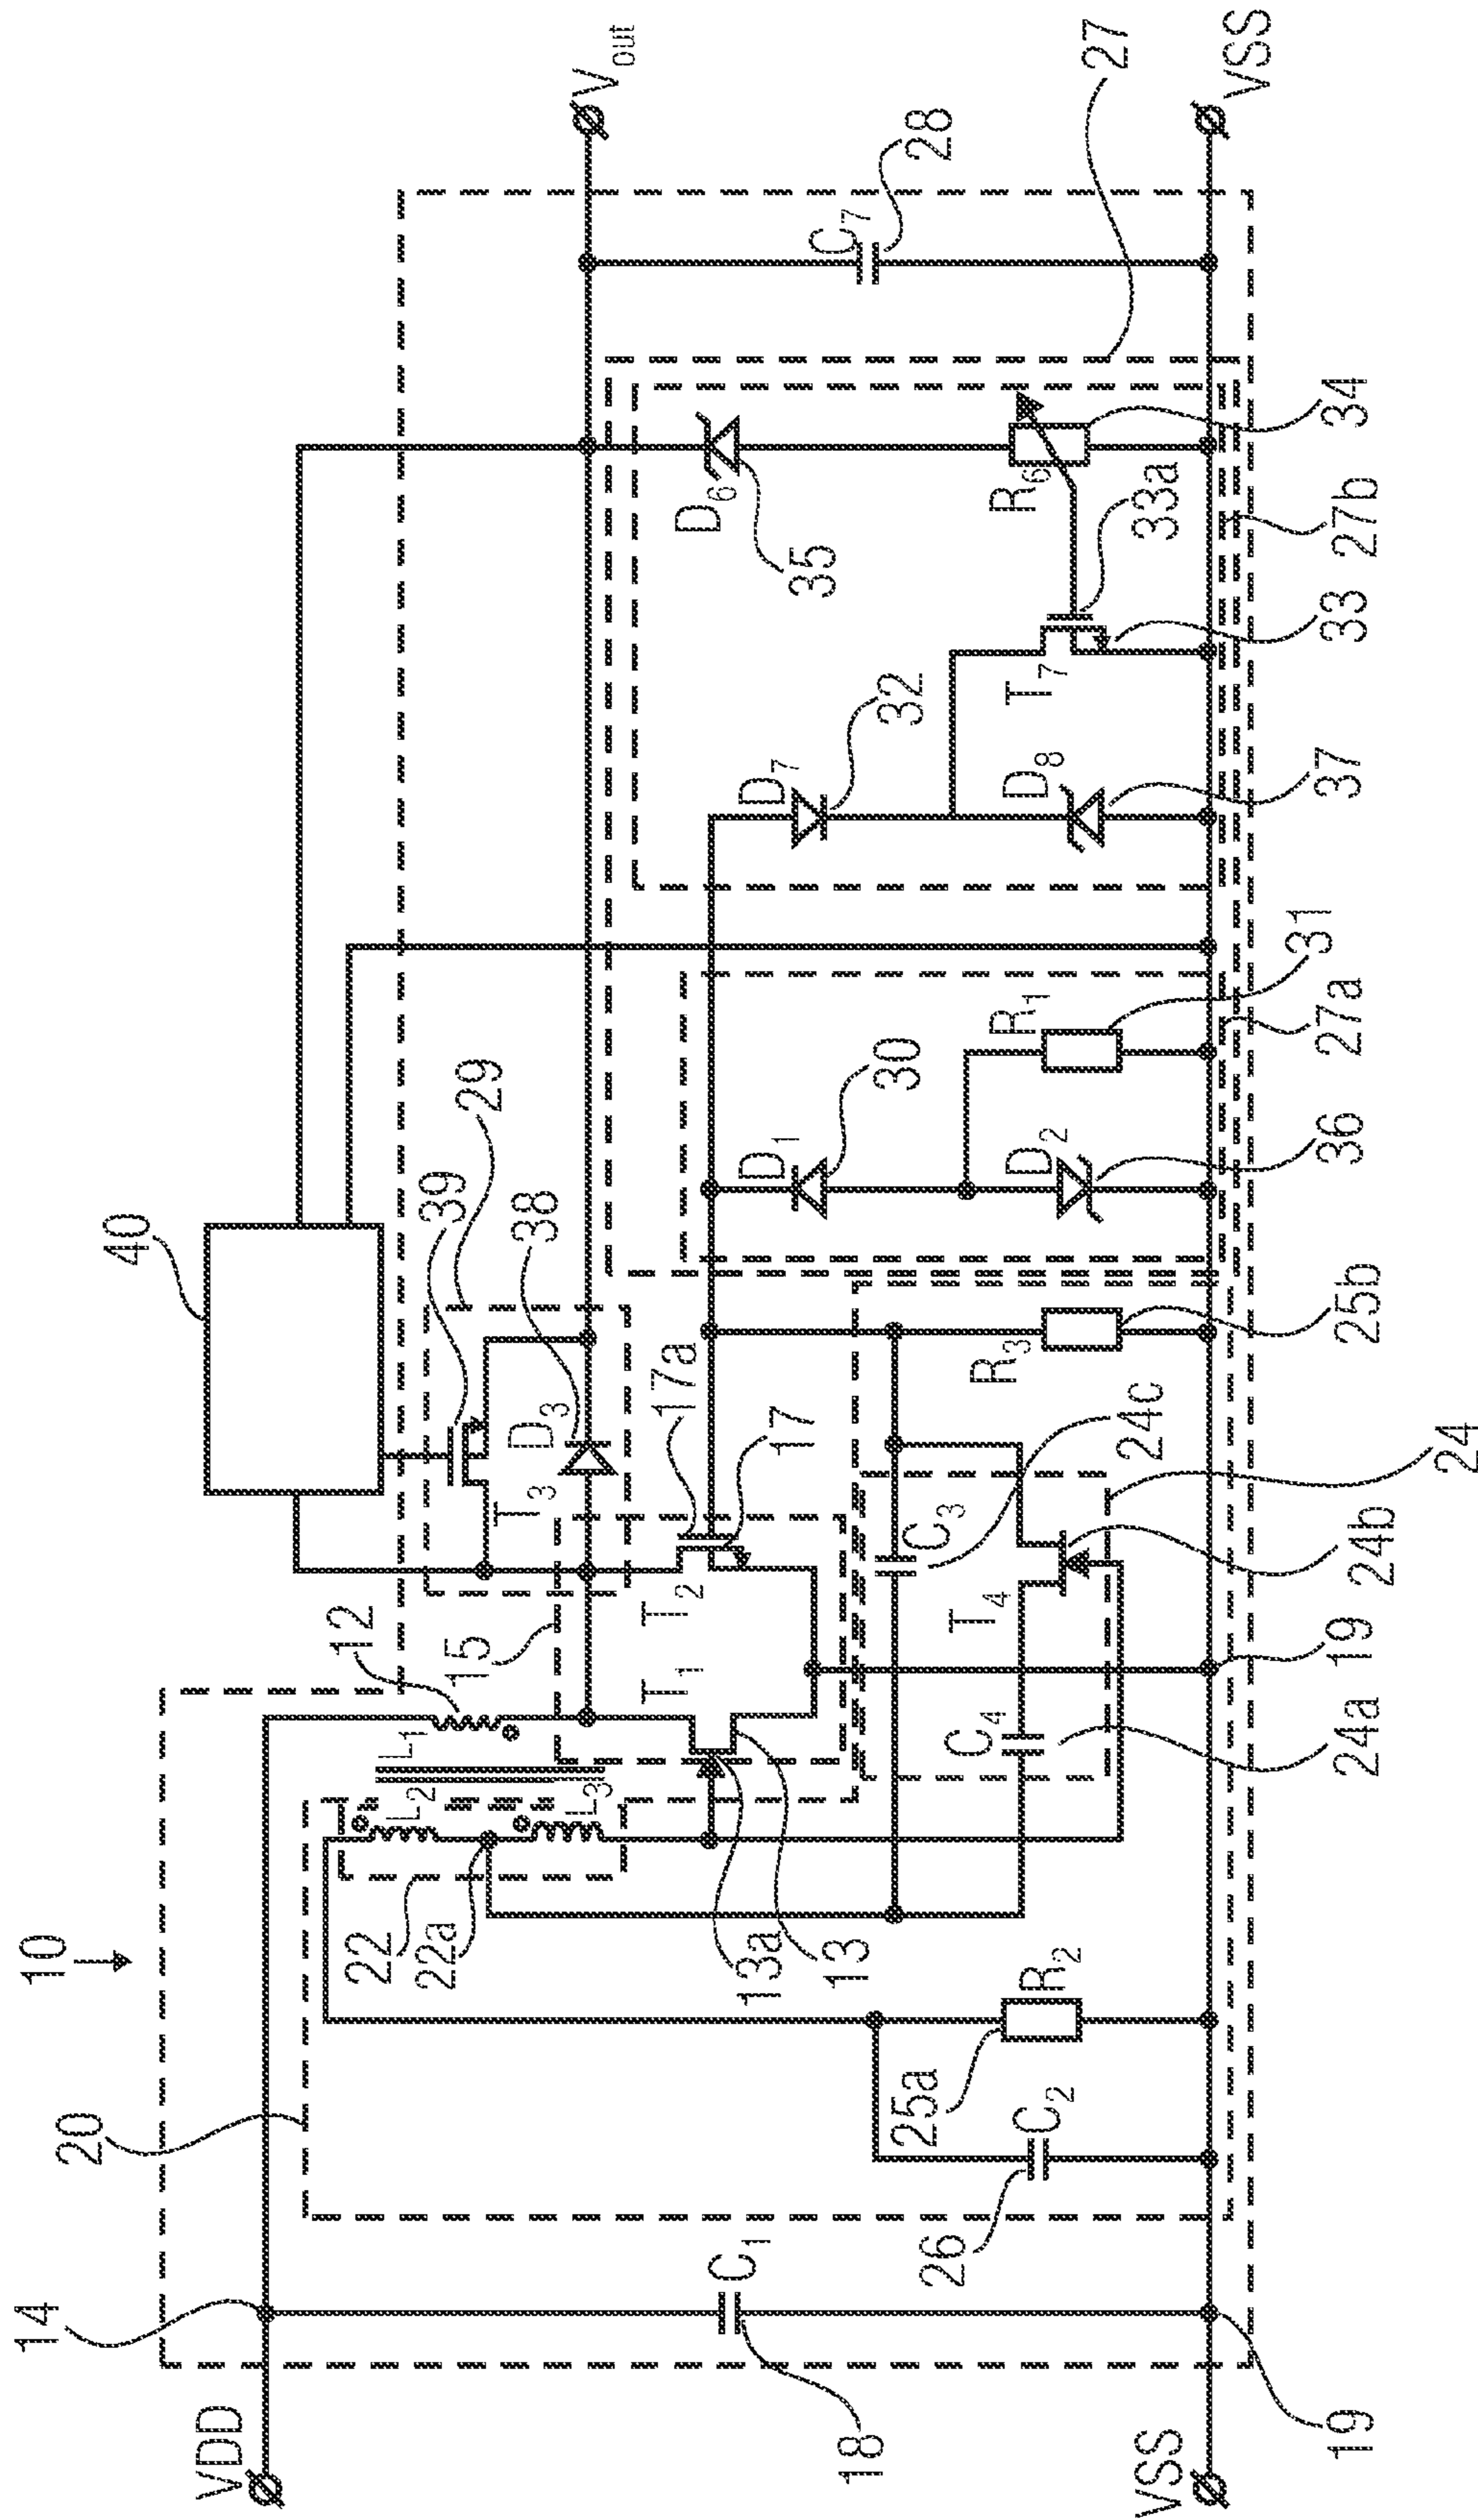 10
20
14
VDD
40
12
39
29
L₁
L₂
L₃
22
22a
15
T₃
D₃
38
V_out
C₁
18
13a
13
T₁
T₂
17a
17
D₁
30
D₇
32
D₆
35
C₇
28
27
26
C₂
25a
R₂
C₄
24a
C₃
24c
T₄
24b
24
R₃
25b
D₂
36
R₁
31
27a
D₈
37
T₇
33
33a
R₆
34
27b
VSS
19
19
VSS